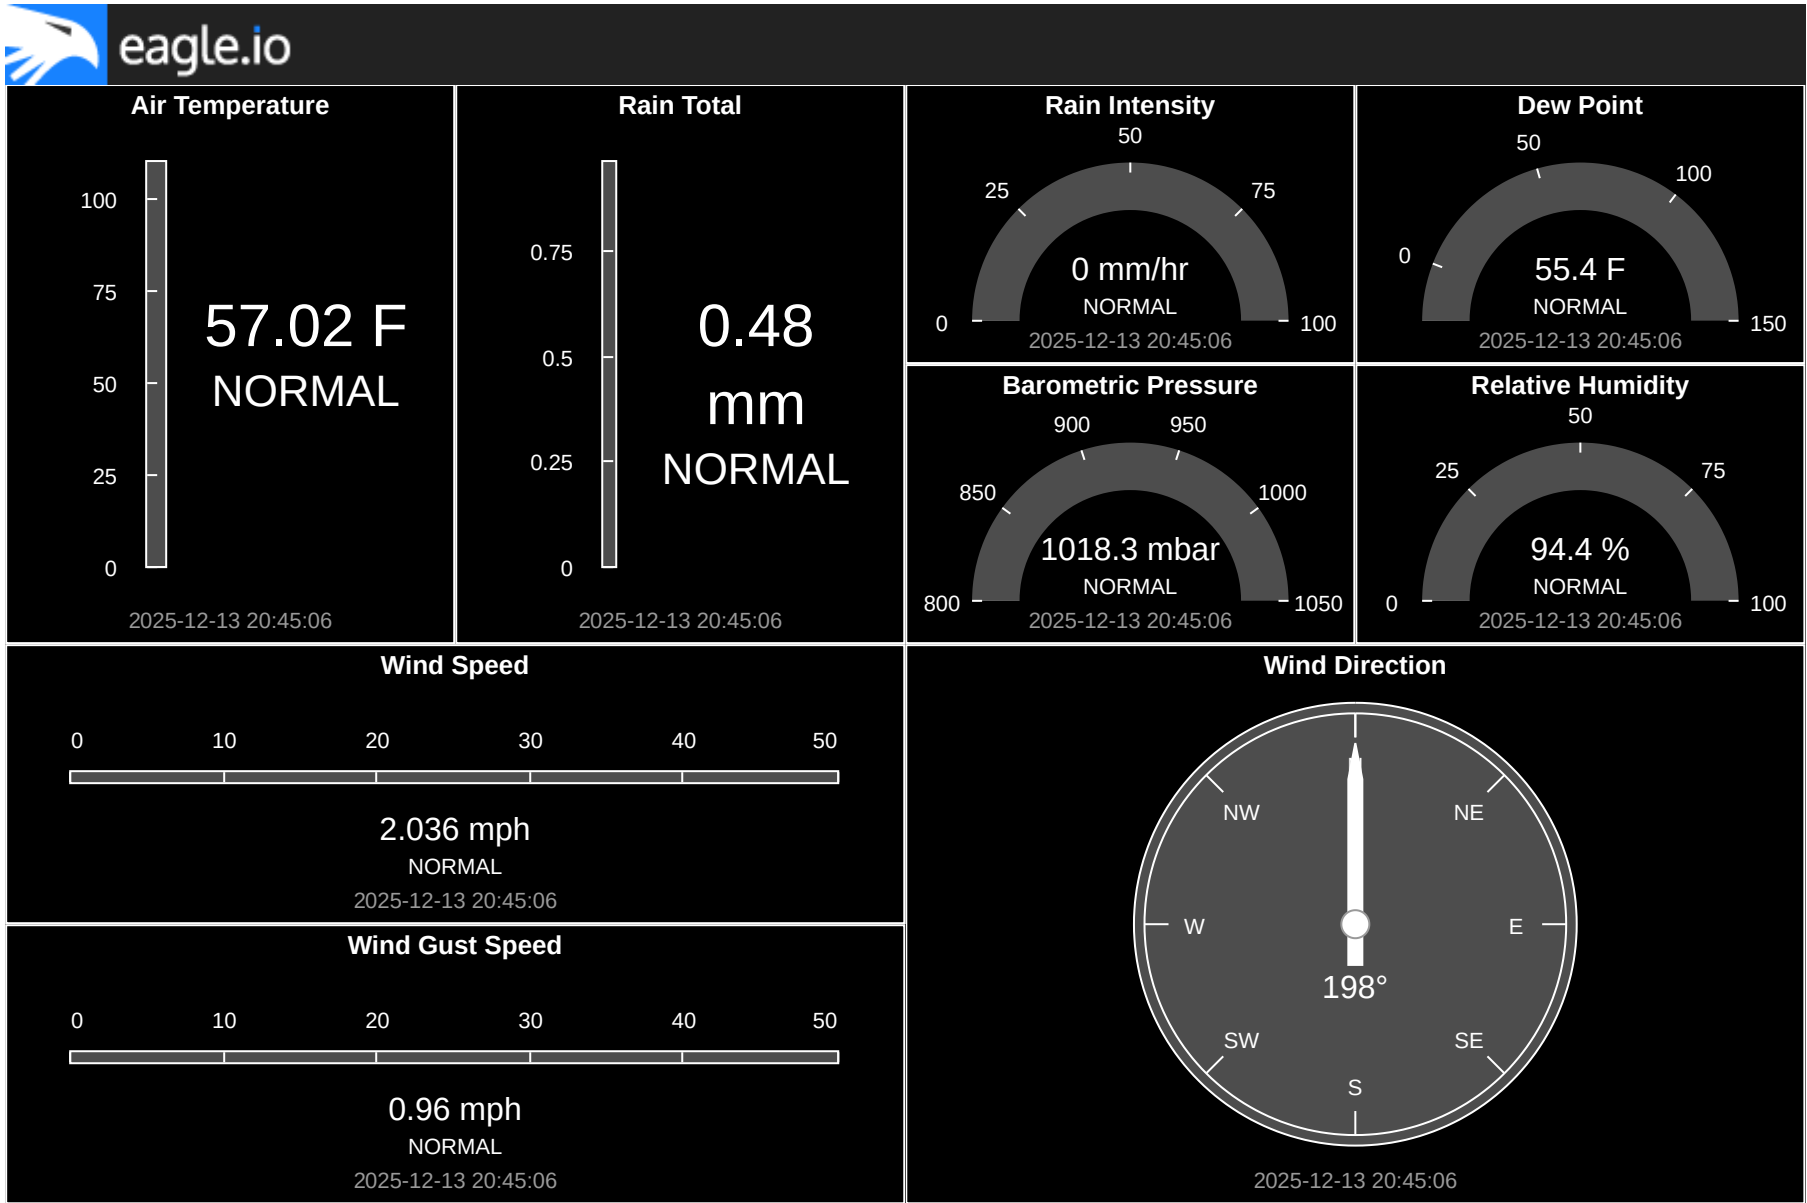 eagle.io
Air Temperature
100
75
50
25
0
57.02 F
NORMAL
2025-12-13 20:45:06
Rain Total
0.75
0.5
0.25
0
0.48
mm
NORMAL
2025-12-13 20:45:06
Rain Intensity
50
25
75
0
100
0 mm/hr
NORMAL
2025-12-13 20:45:06
Dew Point
50
100
0
150
55.4 F
NORMAL
2025-12-13 20:45:06
Barometric Pressure
900
950
850
1000
800
1050
1018.3 mbar
NORMAL
2025-12-13 20:45:06
Relative Humidity
50
25
75
0
100
94.4 %
NORMAL
2025-12-13 20:45:06
Wind Speed
0 10 20 30 40 50
2.036 mph
NORMAL
2025-12-13 20:45:06
Wind Gust Speed
0 10 20 30 40 50
0.96 mph
NORMAL
2025-12-13 20:45:06
Wind Direction
NW NE
W E
198°
SW SE
S
2025-12-13 20:45:06